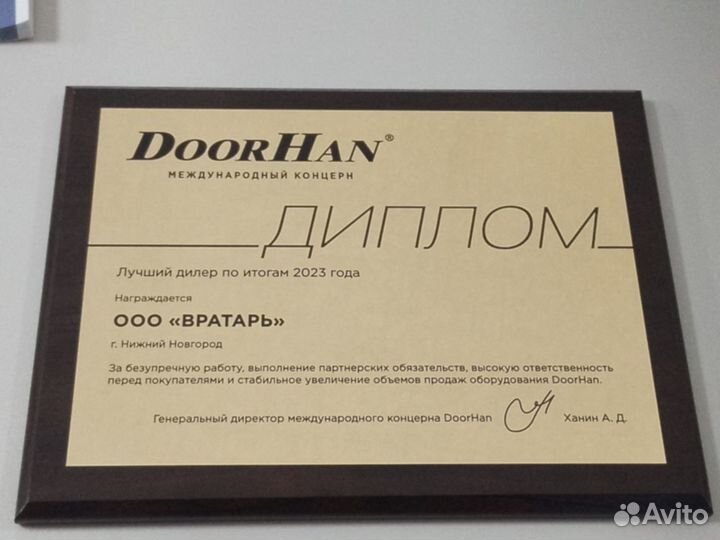 DOORHAN®
МЕЖДУНАРОДНЫЙ КОНЦЕРН
ДИПЛОМ
Лучший дилер по итогам 2023 года
Награждается
ООО «ВРАТАРЬ»
г. Нижний Новгород
За безупречную работу, выполнение партнерских обязательств, высокую ответственность
перед покупателями и стабильное увеличение объемов продаж оборудования DoorHan.
Генеральный директор международного концерна DoorHan Ханин А. Д.
Avito